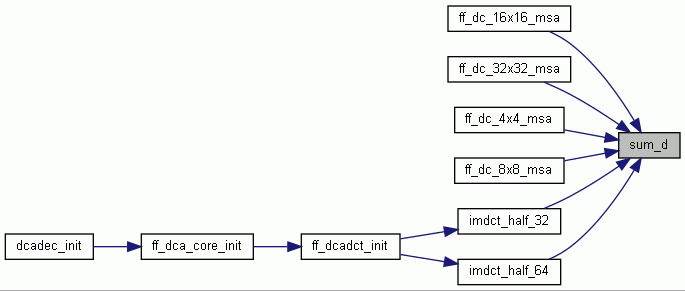 ff_dc_16x16_msa
ff_dc_32x32_msa
ff_dc_4x4_msa
sum_d
ff_dc_8x8_msa
imdct_half_32
dcadec_init
ff_dca_core_init
ff_dcadct_init
imdct_half_64